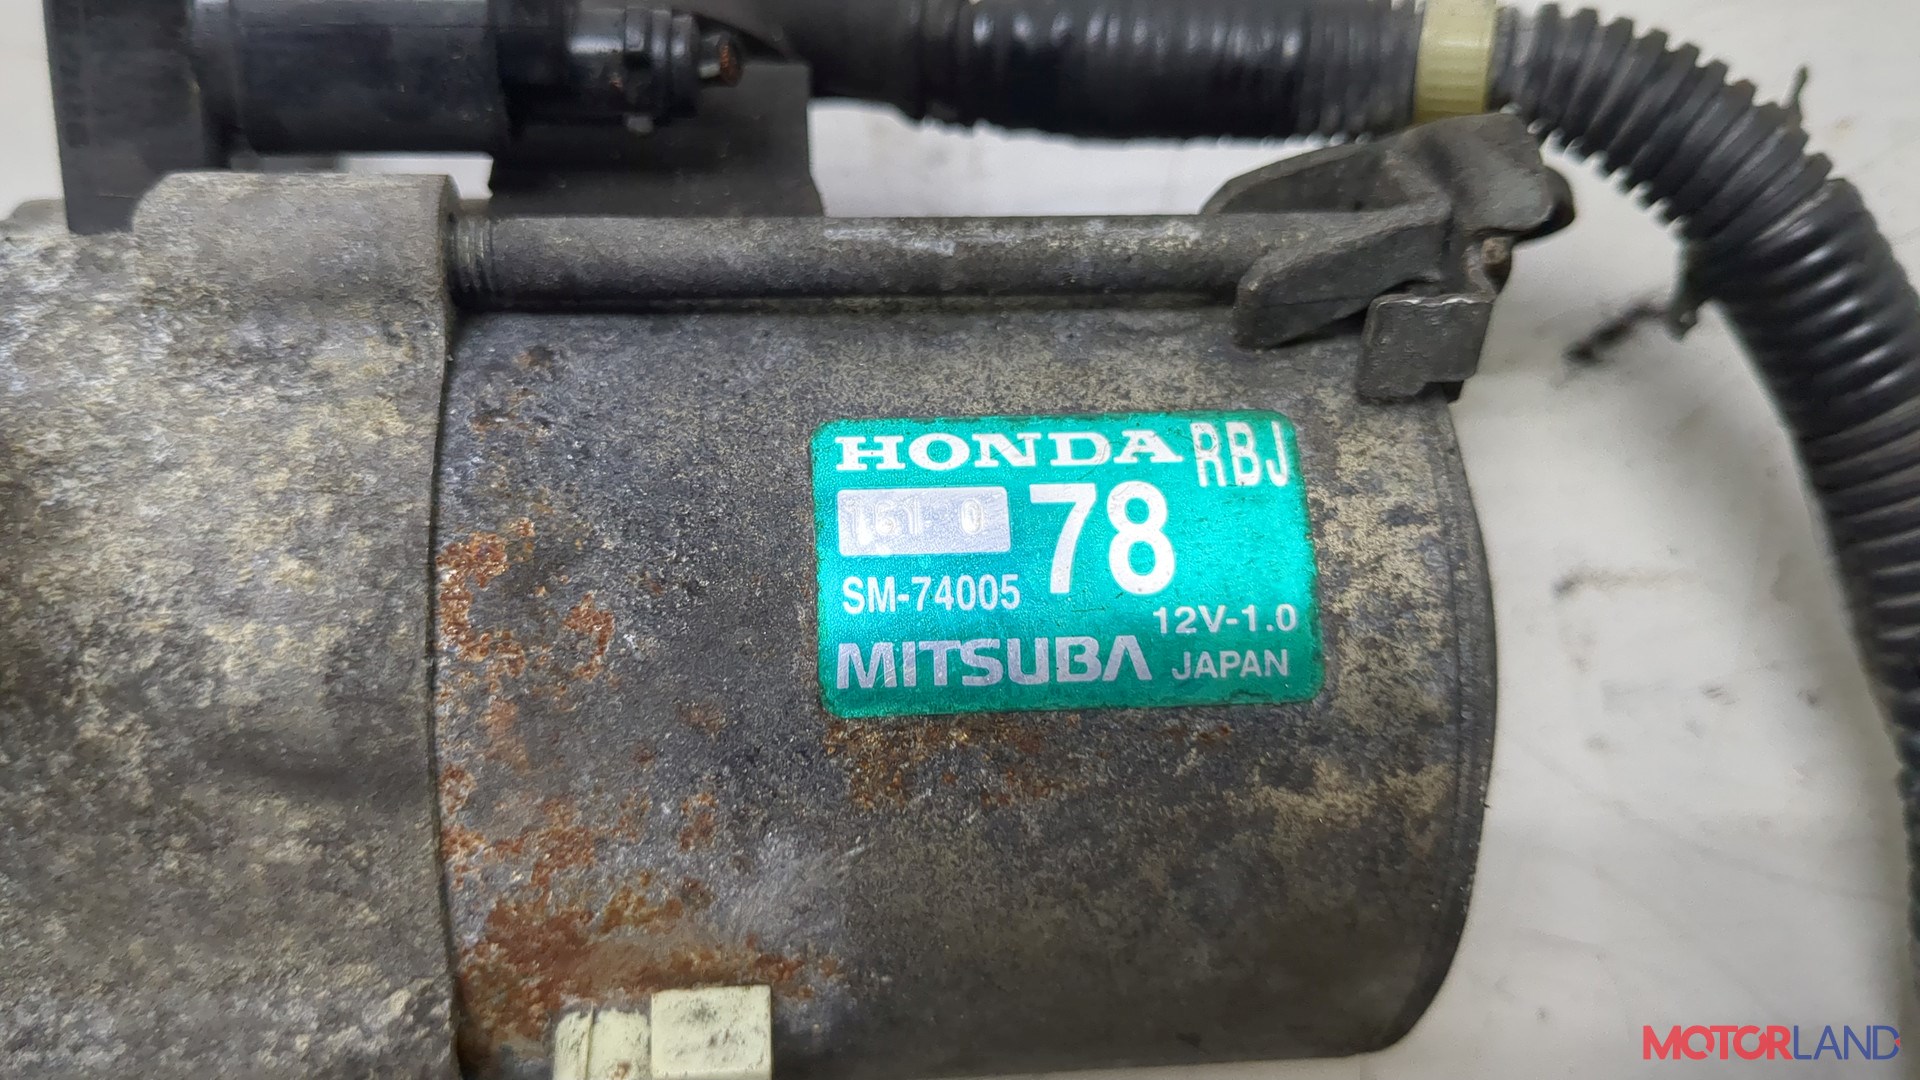 HONDA RBJ
78
SM-74005
12V-1.0
MITSUBA JAPAN
MOTORLAND